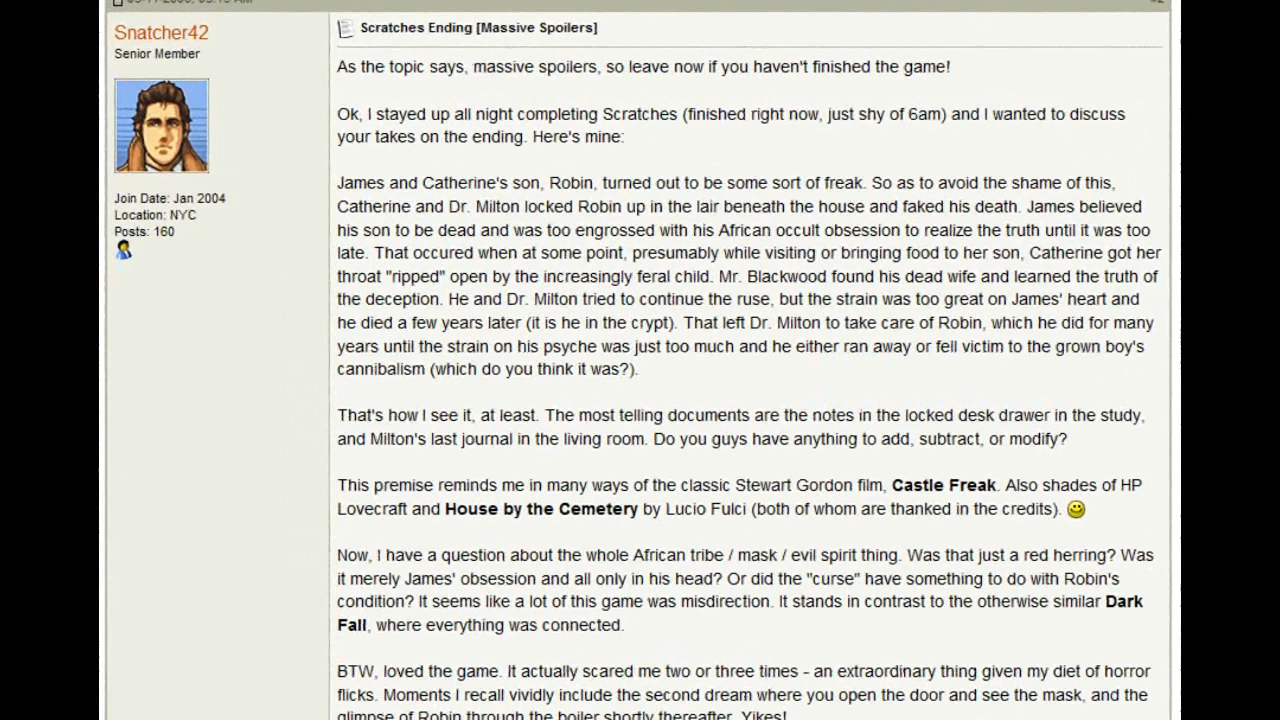 Snatcher42
Senior Member
Join Date: Jan 2004
Location: NYC
Posts: 160
Scratches Ending [Massive Spoilers]
As the topic says, massive spoilers, so leave now if you haven't finished the game!
Ok, I stayed up all night completing Scratches (finished right now, just shy of 6am) and I wanted to discuss
your takes on the ending. Here's mine:
James and Catherine's son, Robin, turned out to be some sort of freak. So as to avoid the shame of this,
Catherine and Dr. Milton locked Robin up in the lair beneath the house and faked his death. James believed
his son to be dead and was too engrossed with his African occult obsession to realize the truth until it was too
late. That occured when at some point, presumably while visiting or bringing food to her son, Catherine got her
throat "ripped" open by the increasingly feral child. Mr. Blackwood found his dead wife and learned the truth of
the deception. He and Dr. Milton tried to continue the ruse, but the strain was too great on James' heart and
he died a few years later (it is he in the crypt). That left Dr. Milton to take care of Robin, which he did for many
years until the strain on his psyche was just too much and he either ran away or fell victim to the grown boy's
cannibalism (which do you think it was?).
That's how I see it, at least. The most telling documents are the notes in the locked desk drawer in the study,
and Milton's last journal in the living room. Do you guys have anything to add, subtract, or modify?
This premise reminds me in many ways of the classic Stewart Gordon film, Castle Freak. Also shades of HP
Lovecraft and House by the Cemetery by Lucio Fulci (both of whom are thanked in the credits).
Now, I have a question about the whole African tribe / mask / evil spirit thing. Was that just a red herring? Was
it merely James' obsession and all only in his head? Or did the "curse" have something to do with Robin's
condition? It seems like a lot of this game was misdirection. It stands in contrast to the otherwise similar Dark
Fall, where everything was connected.
BTW, loved the game. It actually scared me two or three times - an extraordinary thing given my diet of horror
flicks. Moments I recall vividly include the second dream where you open the door and see the mask, and the
glimpse of Robin through the boiler shortly thereafter. Yikes!